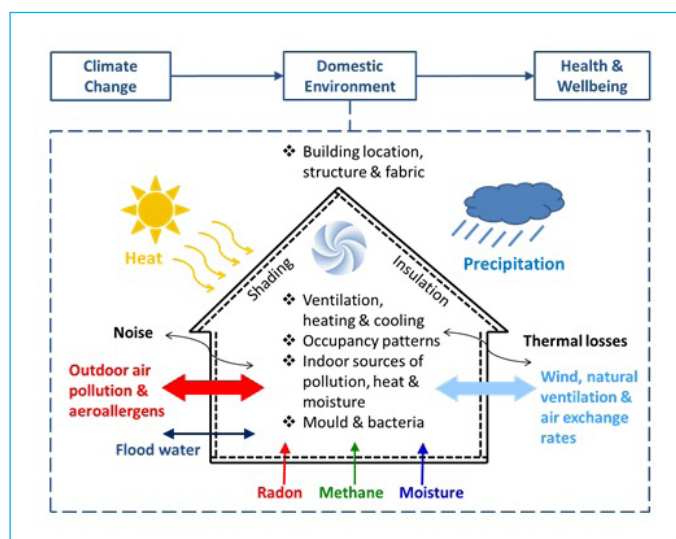 Climate
Change
Domestic
Environment
Health &
Wellbeing
❖ Building location,
structure & fabric
Heat
Precipitation
Shading
Insulation
❖ Ventilation,
heating & cooling
❖ Occupancy patterns
❖ Indoor sources of
pollution, heat &
moisture
❖ Mould & bacteria
Noise
Thermal losses
Outdoor air
pollution &
aeroallergens
Wind, natural
ventilation &
air exchange
rates
Flood water
Radon
Methane
Moisture